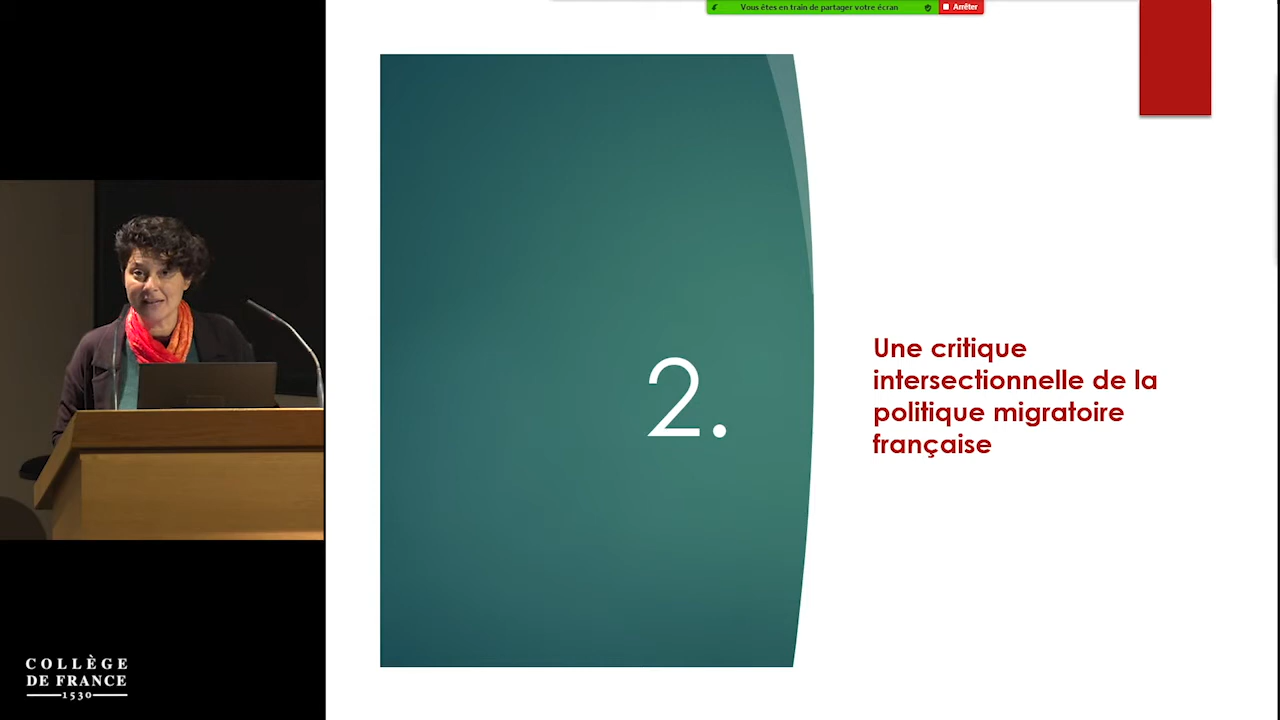 Vous êtes en train de partager votre écran
Arrêter
2.
Une critique
intersectionnelle de la
politique migratoire
française
COLLÈGE
DE FRANCE
1530